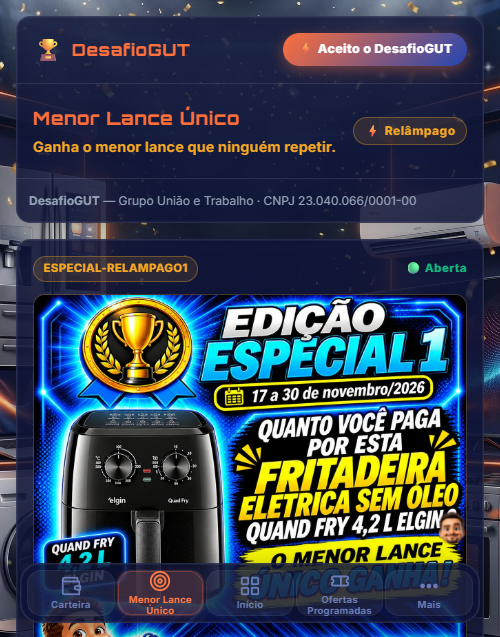 DesafioGUT
Aceito o DesafioGUT
Menor Lance Único
Ganha o menor lance que ninguém repetir.
Relâmpago
DesafioGUT — Grupo União e Trabalho · CNPJ 23.040.066/0001-00
ESPECIAL-RELAMPAGO1
Aberta
EDIÇÃO
ESPECIAL 1
17 a 30 de novembro/2026
QUANTO VOCÊ PAGA
POR ESTA
FRITADEIRA
ELÉTRICA SEM ÓLEO
QUAND FRY 4,2 L ELGIN
elgin
Quad Fry
QUAND FRY
4,2 L
ELGIN
O MENOR LANCE
ÚNICO GANHA!
Carteira
Menor Lance
Único
Início
Ofertas
Programadas
Mais